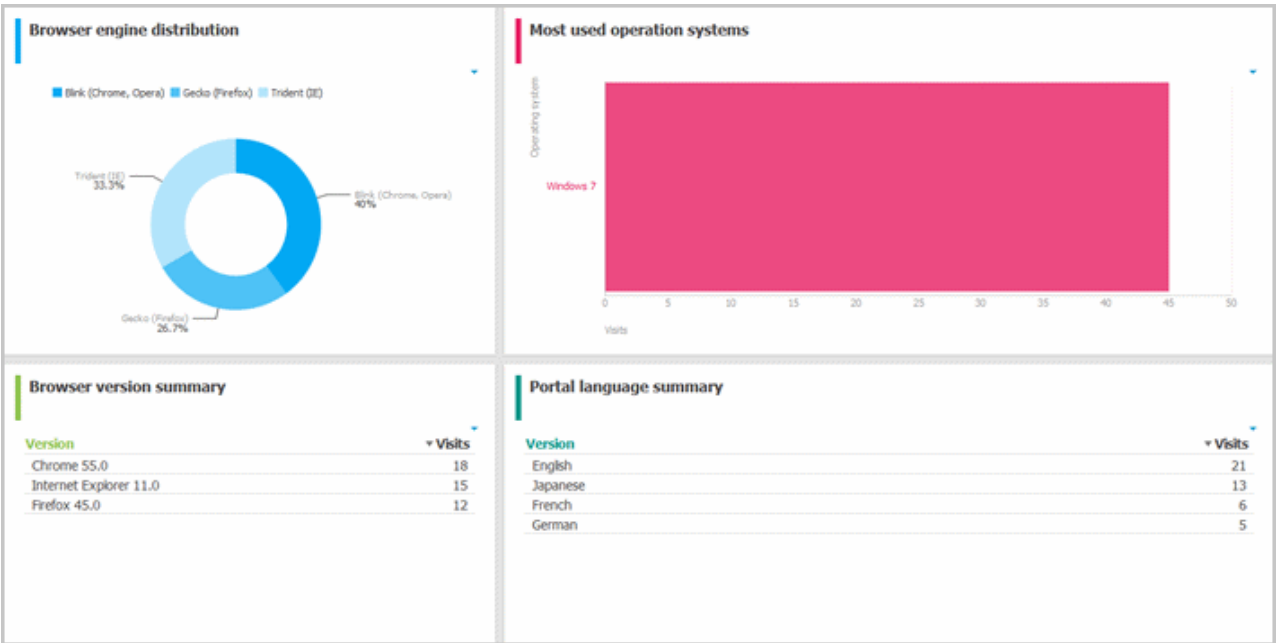 Browser engine distribution
Blink (Chrome, Opera) Gecko (Firefox) Trident (IE)
Trident (IE)
33.3%
Blink (Chrome, Opera)
40%
Gecko (Firefox)
26.7%
Most used operation systems
Operating system
Windows 7
0 5 10 15 20 25 30 35 40 45 50
Visits
Browser version summary
Version Visits
Chrome 55.0 18
Internet Explorer 11.0 15
Firefox 45.0 12
Portal language summary
Version Visits
English 21
Japanese 13
French 6
German 5